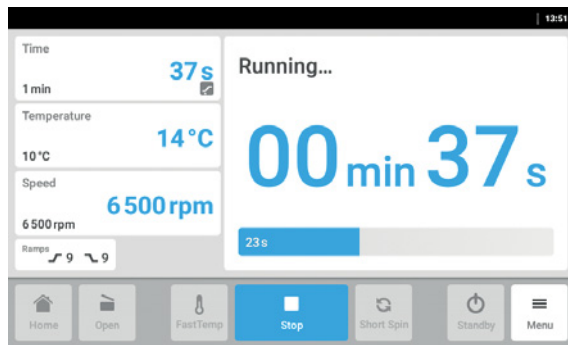 13:51
Time
37 s
1 min
Temperature
14 °C
10 °C
Speed
6 500 rpm
6 500 rpm
Ramps
9 9
Running...
00 min 37 s
23 s
Home
Open
FastTemp
Stop
Short Spin
Standby
Menu